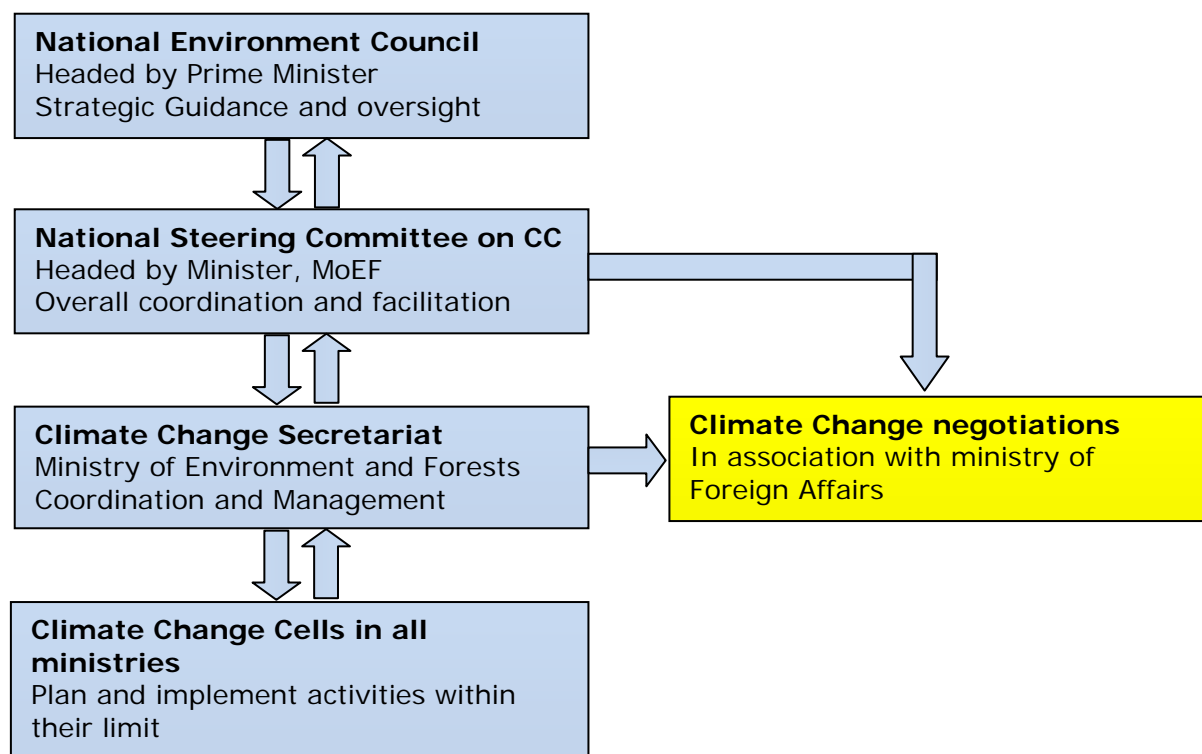 National Environment Council
Headed by Prime Minister
Strategic Guidance and oversight
National Steering Committee on CC
Headed by Minister, MoEF
Overall coordination and facilitation
Climate Change Secretariat
Ministry of Environment and Forests
Coordination and Management
Climate Change negotiations
In association with ministry of
Foreign Affairs
Climate Change Cells in all
ministries
Plan and implement activities within
their limit